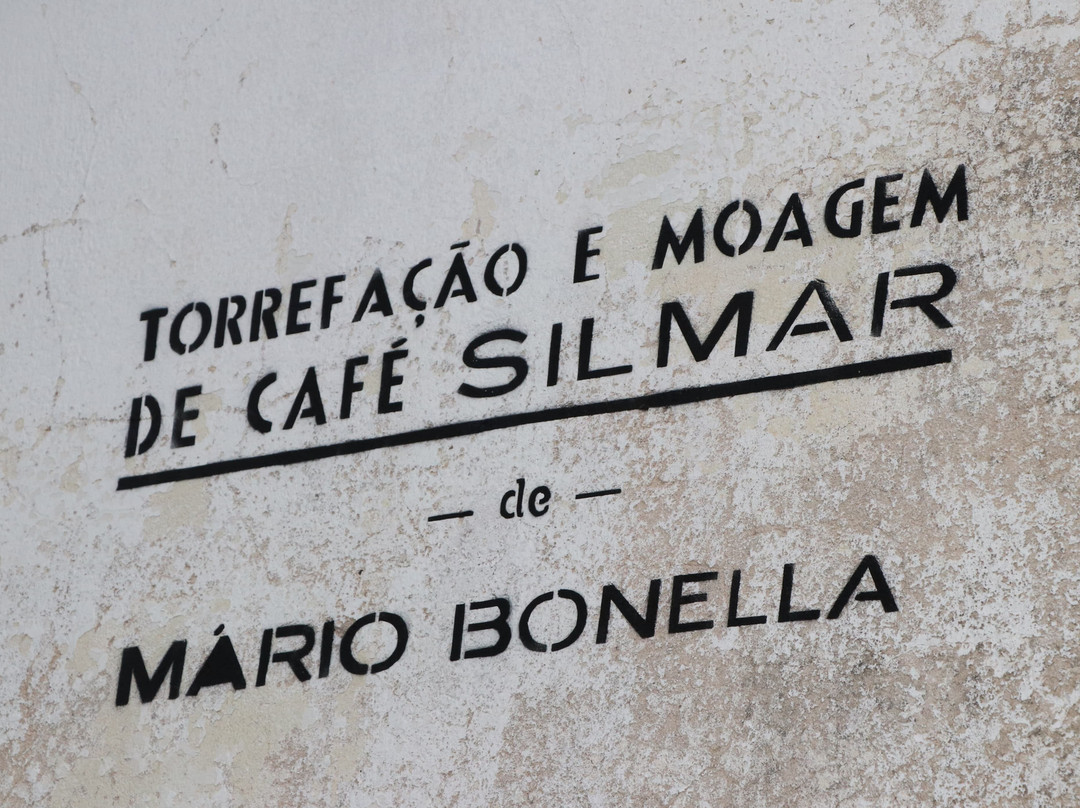 TORREFAÇÃO E MOAGEM
DE CAFÉ SILMAR
— de —
MÁRIO BONELLA